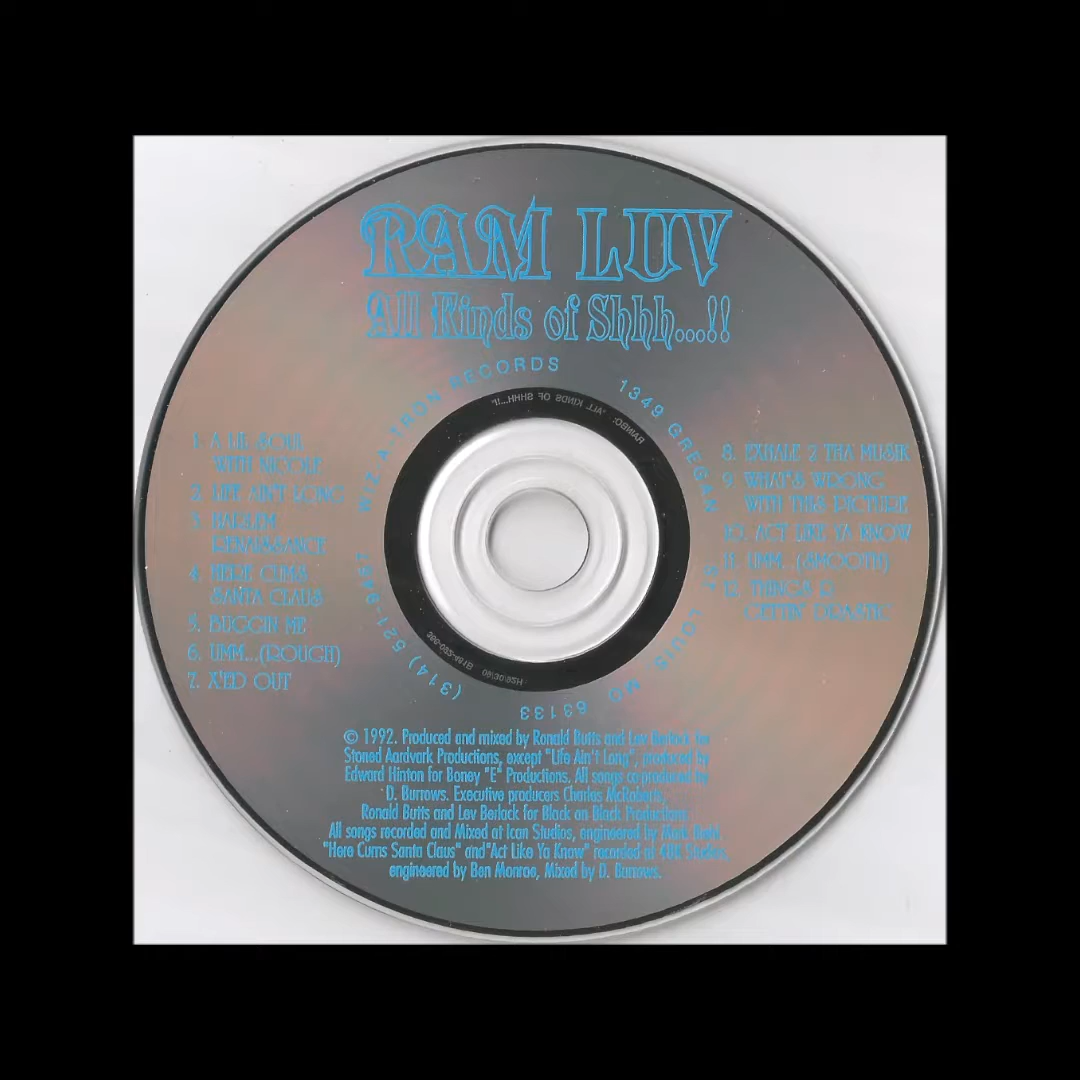 RAM LUV
All Kinds of Shhh...!!
WIZ-A-TRON RECORDS
1349 GREGAN
ST LOUIS MO 63133
(314) 521-
1. A LIL SOUL
WITH NICOLE
2. LIFE AIN'T LONG
3. HARLEM
RENAISSANCE
4. HERE CUMS
SANTA CLAUS
5. BUGGIN ME
6. UMM...(ROUGH)
7. X'ED OUT
8. EXHALE 2 THA MUSIK
9. WHAT'S WRONG
WITH THIS PICTURE
10. ACT LIKE YA KNOW
11. UMM...(SMOOTH)
12. THINGS R
GETTIN' DRASTIC
RAINBO: "ALL KINDS OF SHHH...!!"
© 1992. Produced and mixed by Ronald Butts and Lev Berlack for
Stoned Aardvark Productions, except "Life Ain't Long", produced by
Edward Hinton for Boney "E" Productions. All songs coproduced by
D. Burrows. Executive producers Charles McRoberts,
Ronald Butts and Lev Berlack for Black on Black Productions
All songs recorded and Mixed at Icon Studios, engineered by
"Here Cums Santa Claus" and "Act Like Ya Know" recorded at Studios,
engineered by Ben Monroe, Mixed by D. Burrows.